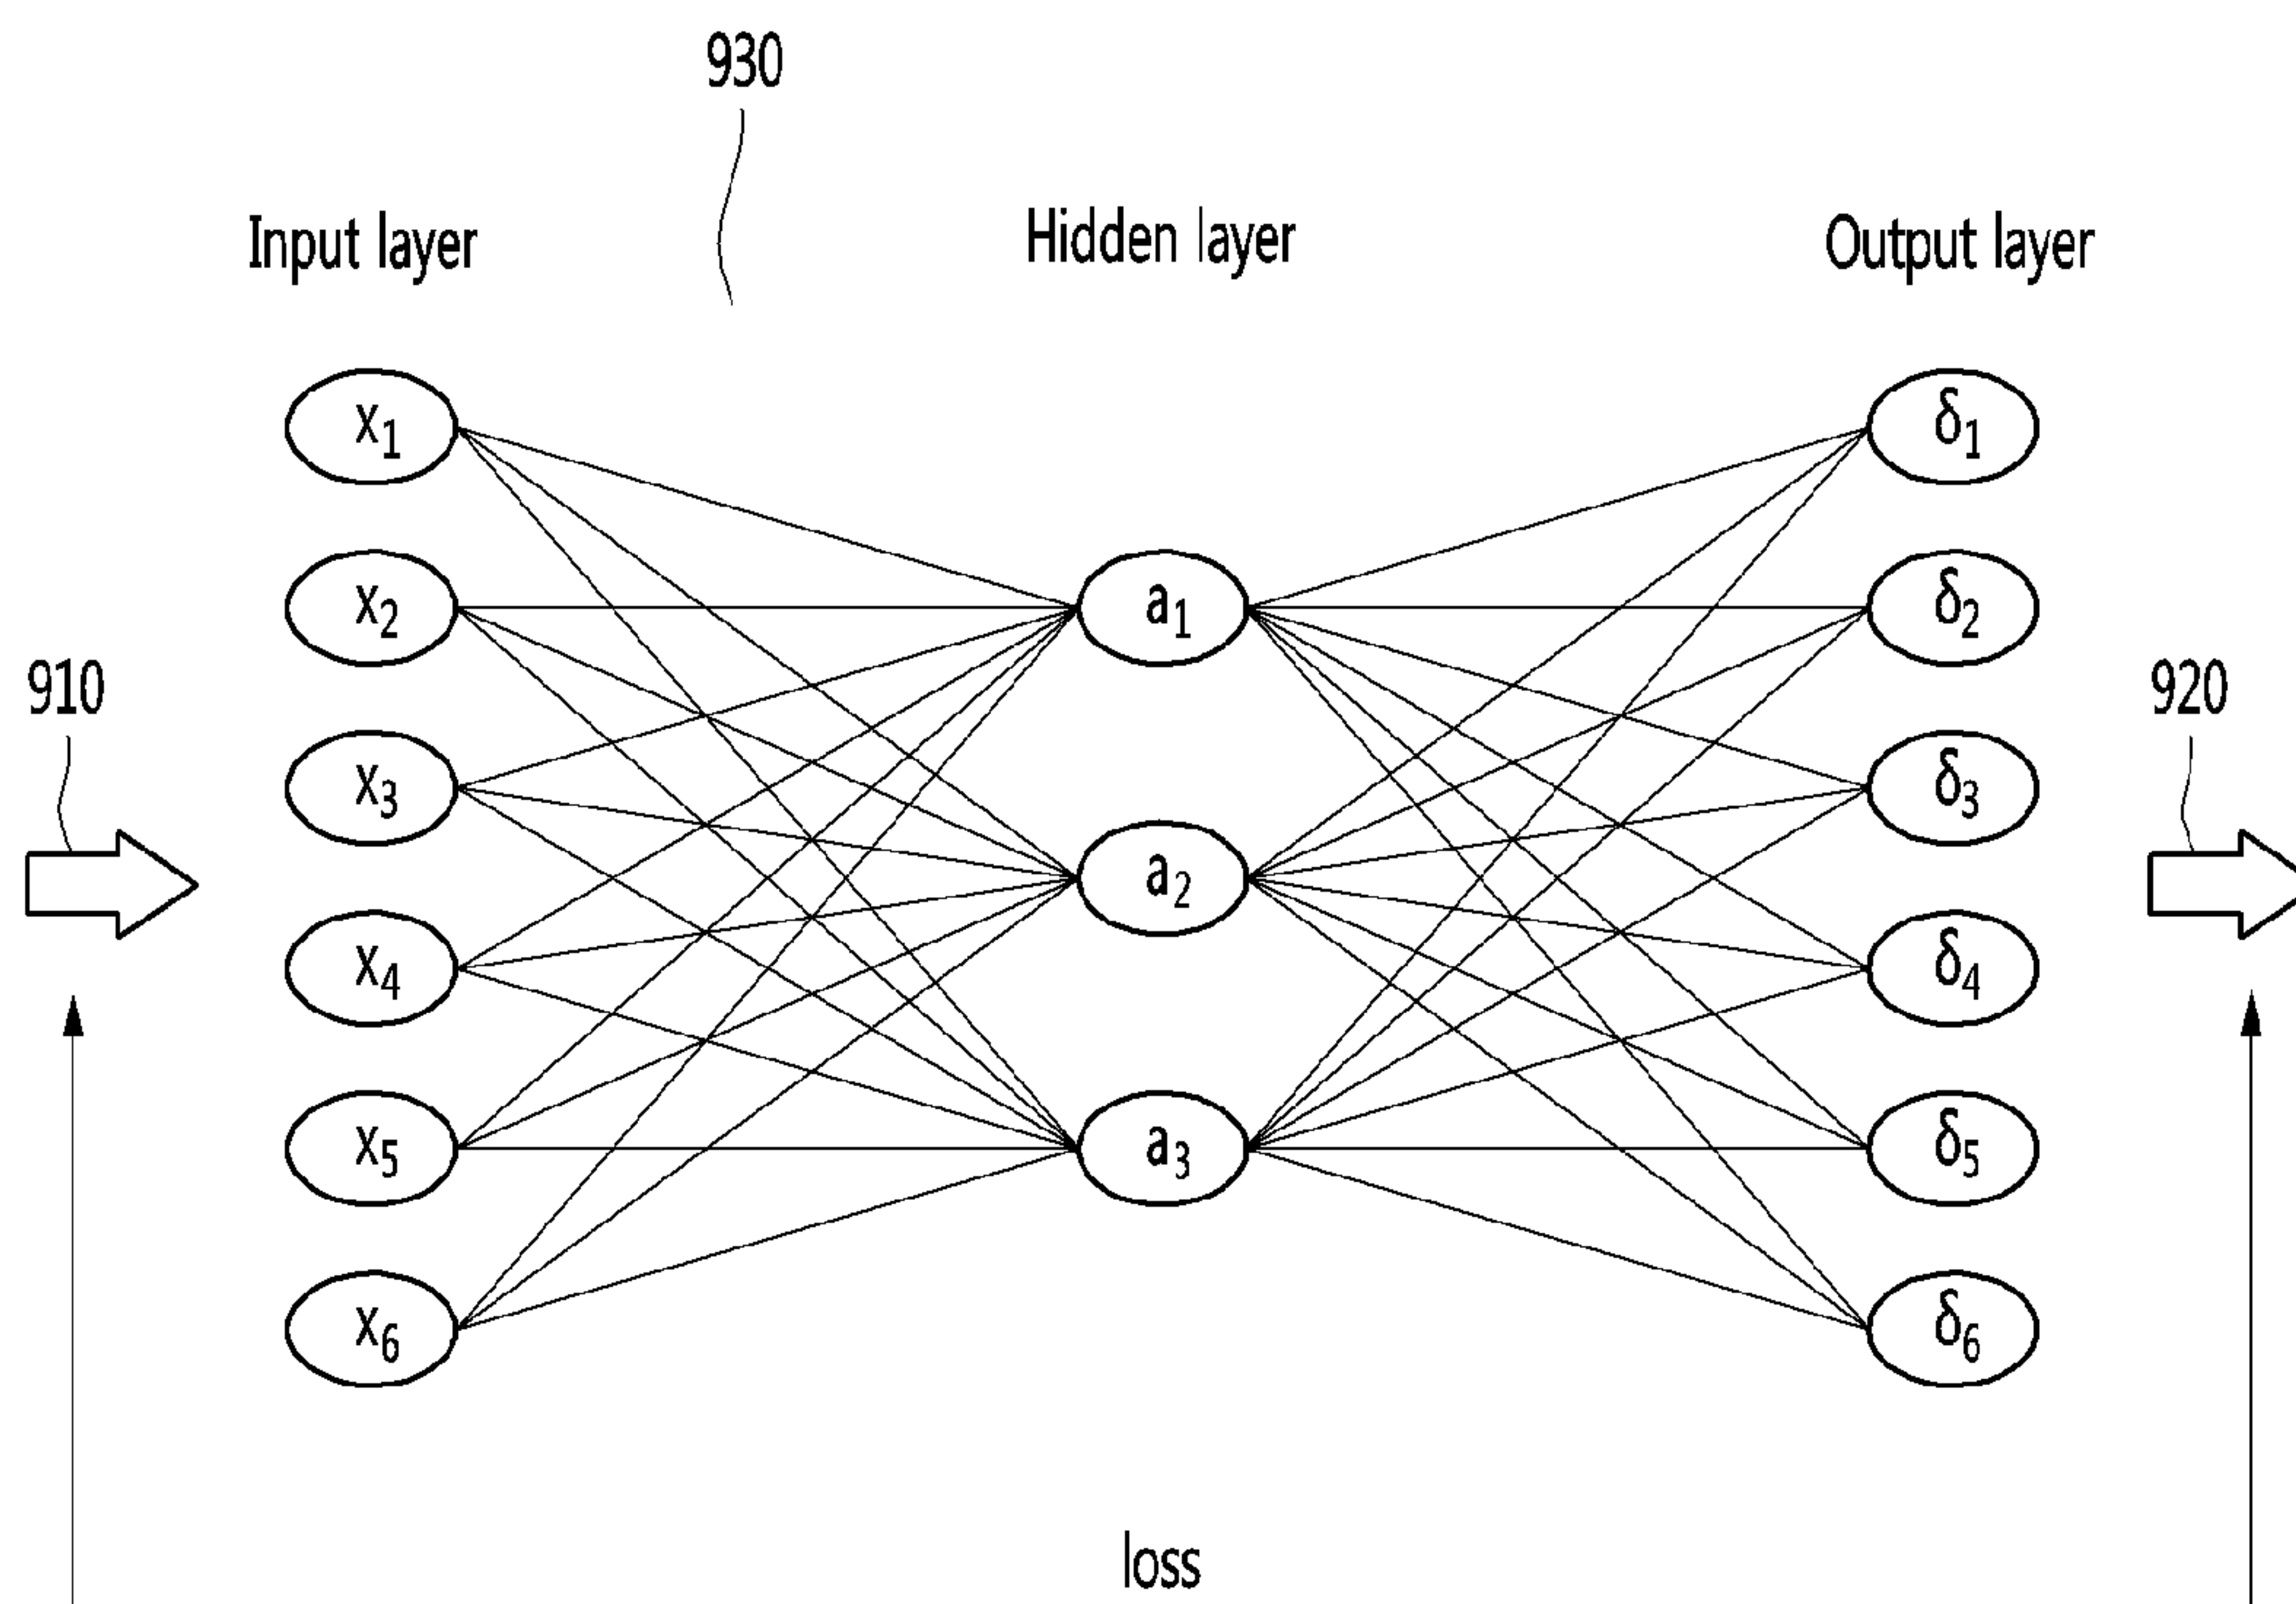 930
Input layer Hidden layer Output layer
x1 δ1
x2 a1 δ2
910 920
x3 δ3
a2
x4 δ4
x5 a3 δ5
x6 δ6
loss